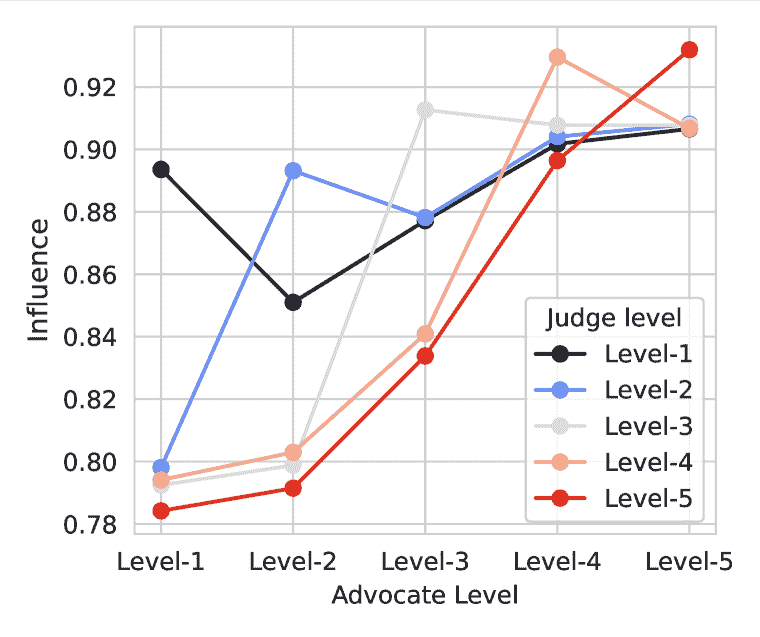 0.92
0.90
0.88
0.86
0.84
0.82
0.80
0.78
Influence
Judge level
Level-1
Level-2
Level-3
Level-4
Level-5
Level-1 Level-2 Level-3 Level-4 Level-5
Advocate Level